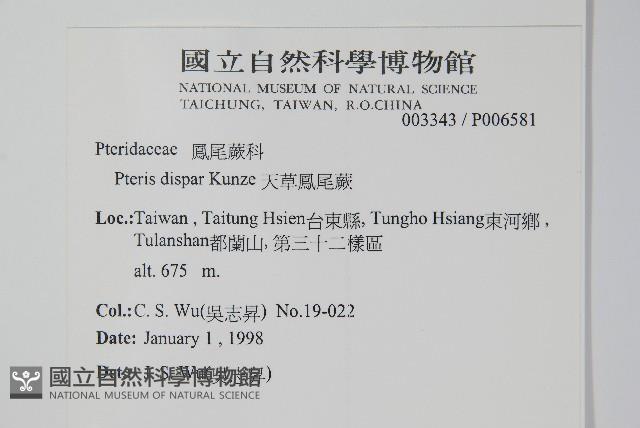 國立自然科學博物館
NATIONAL MUSEUM OF NATURAL SCIENCE
TAICHUNG, TAIWAN, R.O.CHINA
003343 / P006581
Pteridaceae 鳳尾蕨科
Pteris dispar Kunze 天草鳳尾蕨
Loc.:Taiwan , Taitung Hsien台東縣, Tungho Hsiang東河鄉 ,
Tulanshan都蘭山, 第三十二樣區
alt. 675 m.
Col.: C. S. Wu(吳志昇) No.19-022
Date: January 1 , 1998
國立自然科學博物館
NATIONAL MUSEUM OF NATURAL SCIENCE